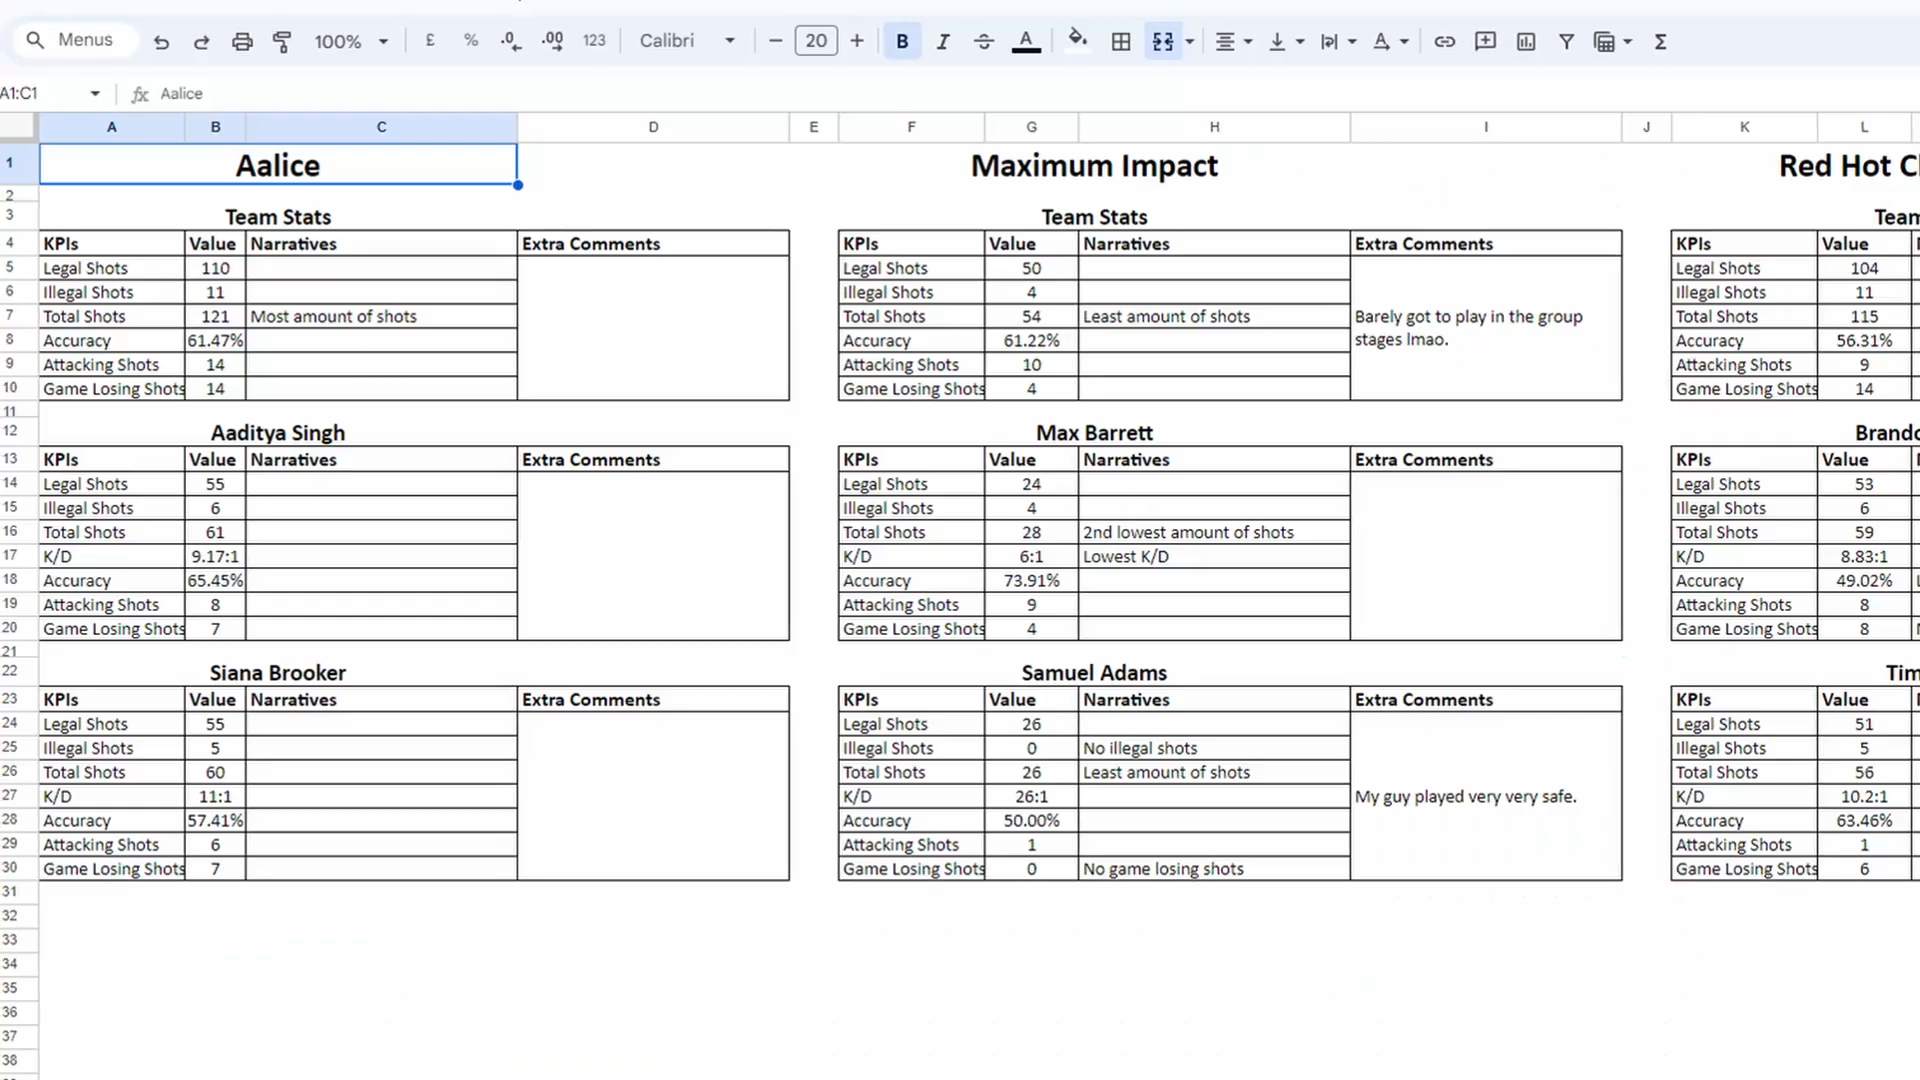 Menus 100% £ % .0 .00 123 Calibri 20 B I A Σ
A1:C1 fx Aalice
A B C D E F G H I J K L
1 Aalice Maximum Impact Red Hot
2
3 Team Stats Team Stats Team
4 KPIs Value Narratives Extra Comments KPIs Value Narratives Extra Comments KPIs Value
5 Legal Shots 110 Legal Shots 50 Legal Shots 104
6 Illegal Shots 11 Illegal Shots 4 Illegal Shots 11
7 Total Shots 121 Most amount of shots Total Shots 54 Least amount of shots Barely got to play in the group Total Shots 115
8 Accuracy 61.47% Accuracy 61.22% stages lmao. Accuracy 56.31%
9 Attacking Shots 14 Attacking Shots 10 Attacking Shots 9
10 Game Losing Shots 14 Game Losing Shots 4 Game Losing Shots 14
11
12 Aaditya Singh Max Barrett Brando
13 KPIs Value Narratives Extra Comments KPIs Value Narratives Extra Comments KPIs Value
14 Legal Shots 55 Legal Shots 24 Legal Shots 53
15 Illegal Shots 6 Illegal Shots 4 Illegal Shots 6
16 Total Shots 61 Total Shots 28 2nd lowest amount of shots Total Shots 59
17 K/D 9.17:1 K/D 6:1 Lowest K/D K/D 8.83:1
18 Accuracy 65.45% Accuracy 73.91% Accuracy 49.02%
19 Attacking Shots 8 Attacking Shots 9 Attacking Shots 8
20 Game Losing Shots 7 Game Losing Shots 4 Game Losing Shots 8
21
22 Siana Brooker Samuel Adams Tim
23 KPIs Value Narratives Extra Comments KPIs Value Narratives Extra Comments KPIs Value
24 Legal Shots 55 Legal Shots 26 Legal Shots 51
25 Illegal Shots 5 Illegal Shots 0 No illegal shots Illegal Shots 5
26 Total Shots 60 Total Shots 26 Least amount of shots Total Shots 56
27 K/D 11:1 K/D 26:1 My guy played very very safe. K/D 10.2:1
28 Accuracy 57.41% Accuracy 50.00% Accuracy 63.46%
29 Attacking Shots 6 Attacking Shots 1 Attacking Shots 1
30 Game Losing Shots 7 Game Losing Shots 0 No game losing shots Game Losing Shots 6
31
32
33
34
35
36
37
38